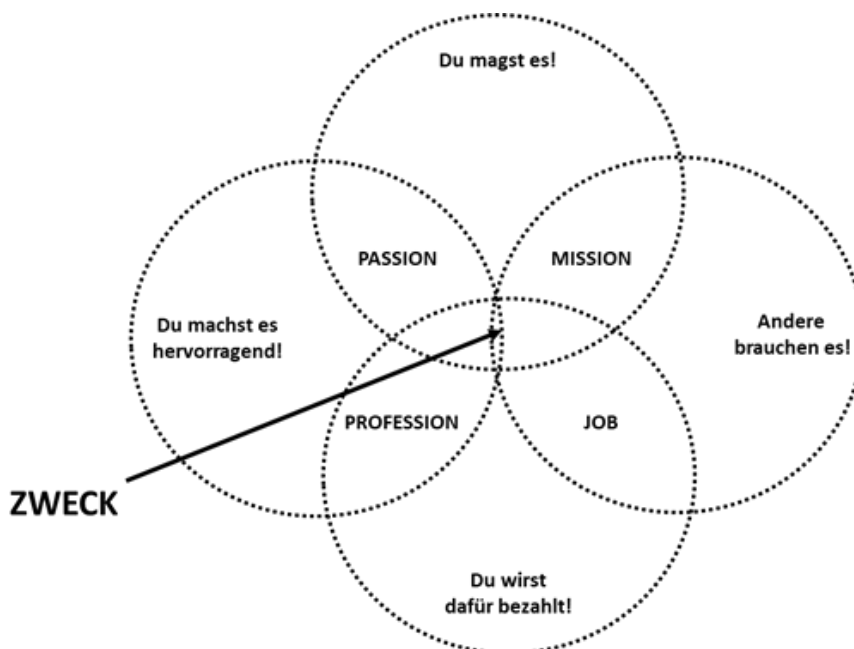 Du magst es!
PASSION
MISSION
Du machst es
hervorragend!
Andere
brauchen es!
PROFESSION
JOB
ZWECK
Du wirst
dafür bezahlt!